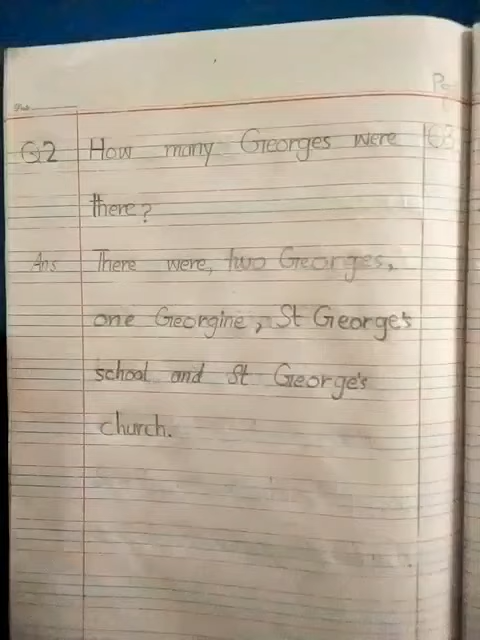 Q2 How many Georges were
there?
Ans There were, two Georges,
one Georgine, St George's
school and St George's
church.